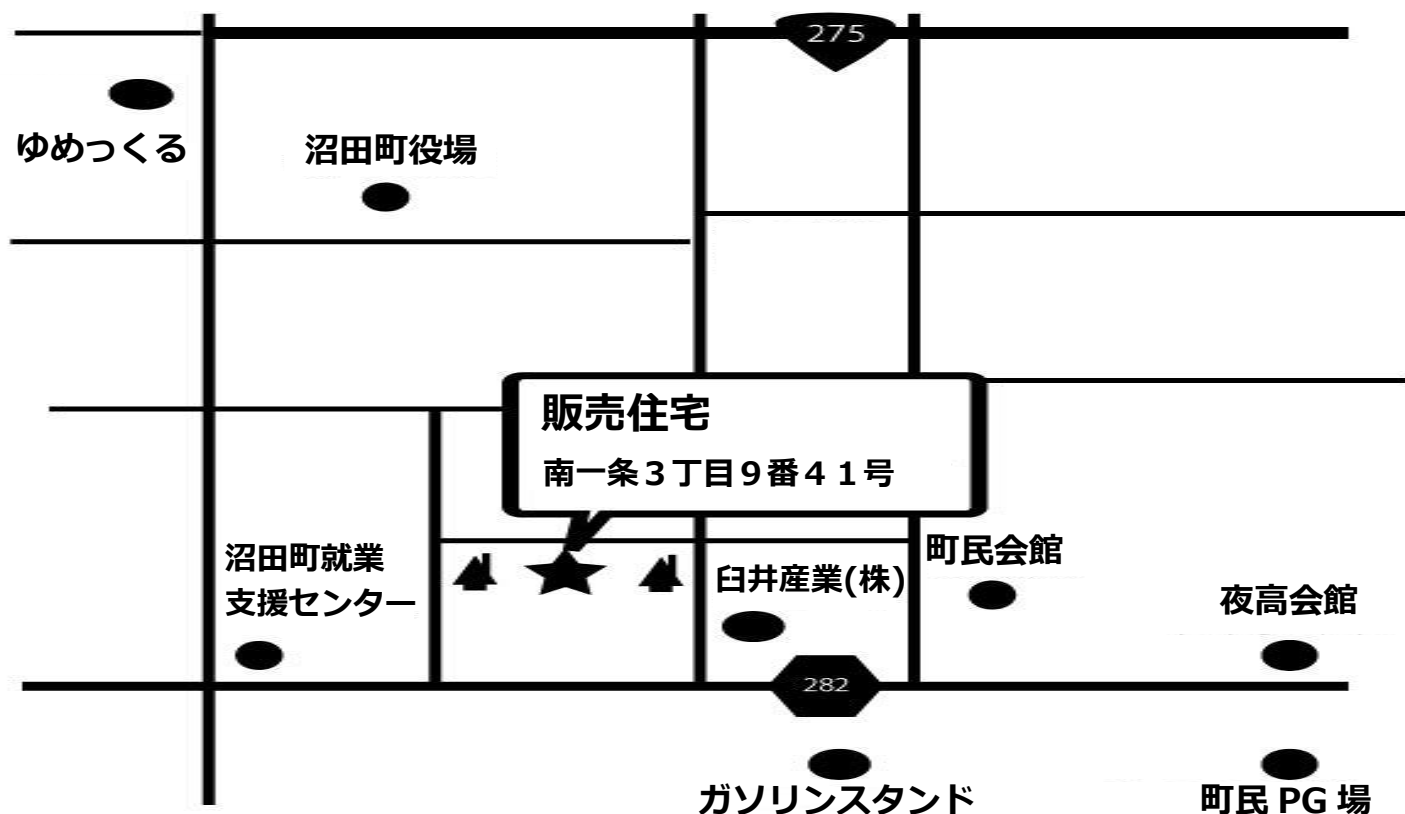 275
ゆめっくる
沼田町役場
販売住宅
南一条３丁目９番４１号
沼田町就業
支援センター
臼井産業(株)
町民会館
夜高会館
282
ガソリンスタンド
町民 PG 場